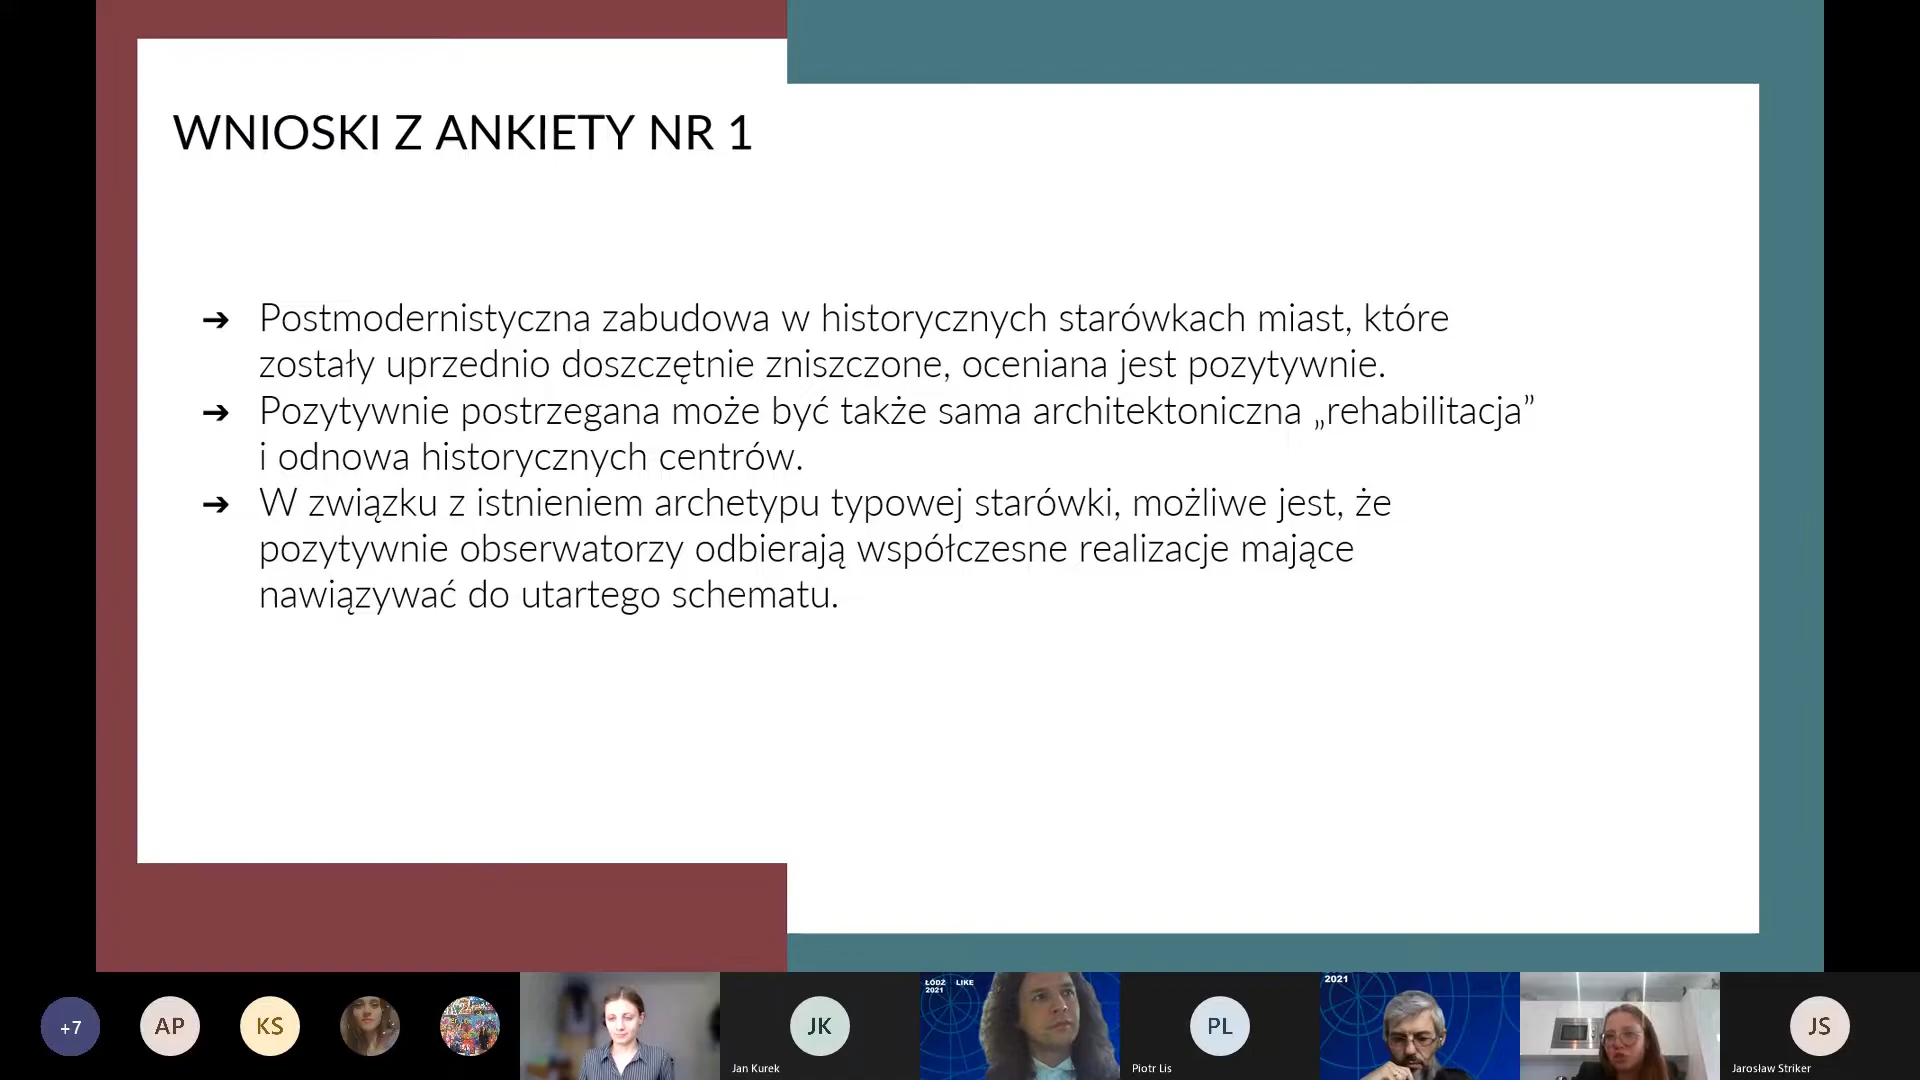 WNIOSKI Z ANKIETY NR 1
➔ Postmodernistyczna zabudowa w historycznych starówkach miast, które
zostały uprzednio doszczętnie zniszczone, oceniana jest pozytywnie.
➔ Pozytywnie postrzegana może być także sama architektoniczna „rehabilitacja”
i odnowa historycznych centrów.
➔ W związku z istnieniem archetypu typowej starówki, możliwe jest, że
pozytywnie obserwatorzy odbierają współczesne realizacje mające
nawiązywać do utartego schematu.
+7
AP
KS
JK
Jan Kurek
ŁÓDŹ LIKE
2021
PL
Piotr Lis
2021
JS
Jarosław Striker